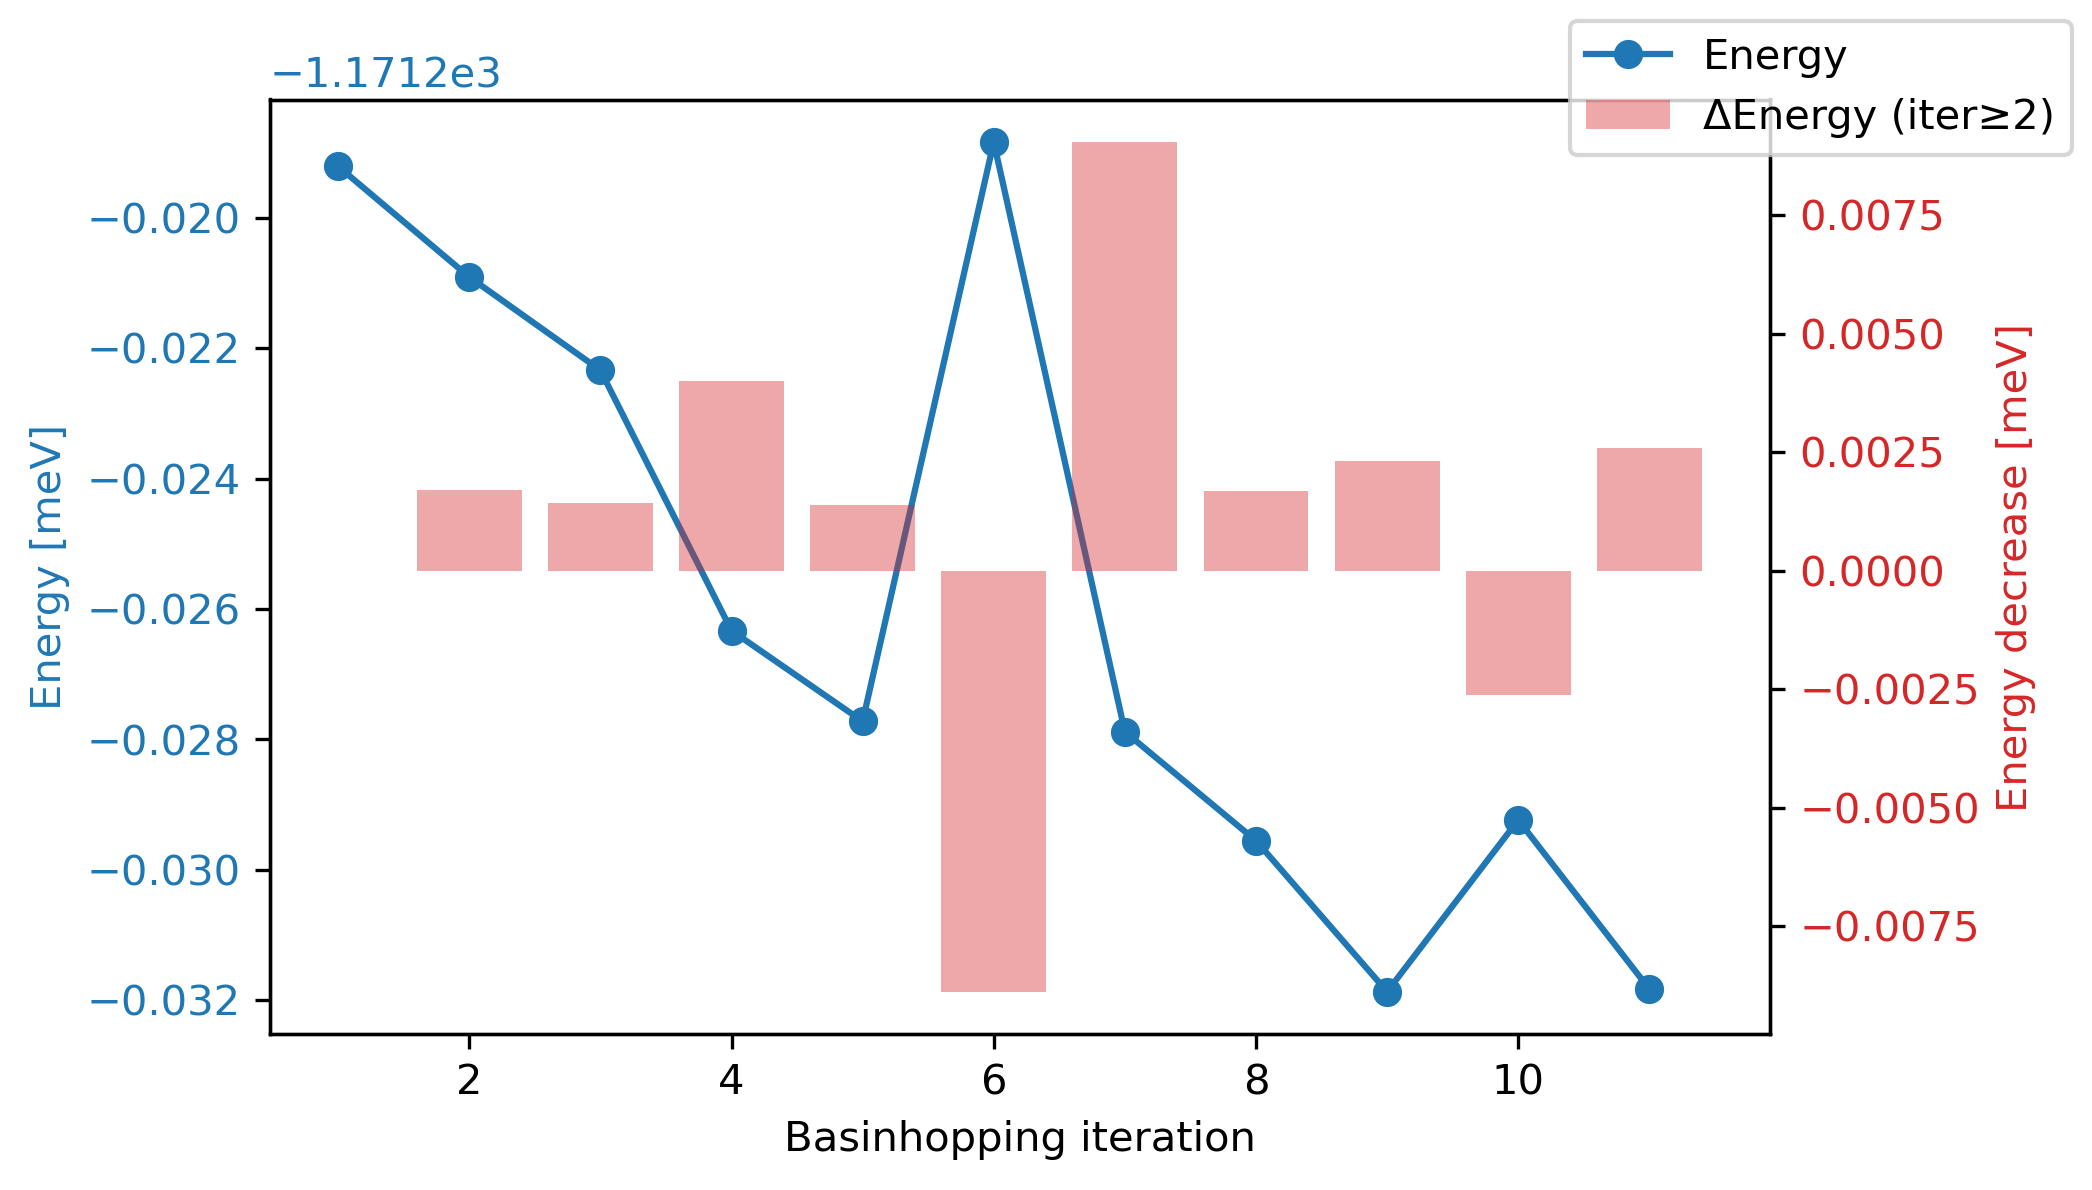 Energy
ΔEnergy (iter≥2)
−1.1712e3
−0.020
−0.022
−0.024
−0.026
−0.028
−0.030
−0.032
Energy [meV]
0.0075
0.0050
0.0025
0.0000
−0.0025
−0.0050
−0.0075
Energy decrease [meV]
2 4 6 8 10
Basinhopping iteration